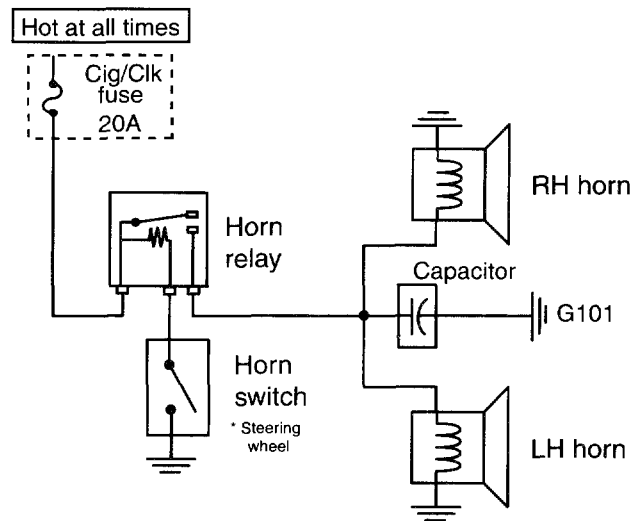 Hot at all times
Cig/Clk
fuse
20A
Horn
relay
RH horn
Capacitor
G101
Horn
switch
* Steering
wheel
LH horn